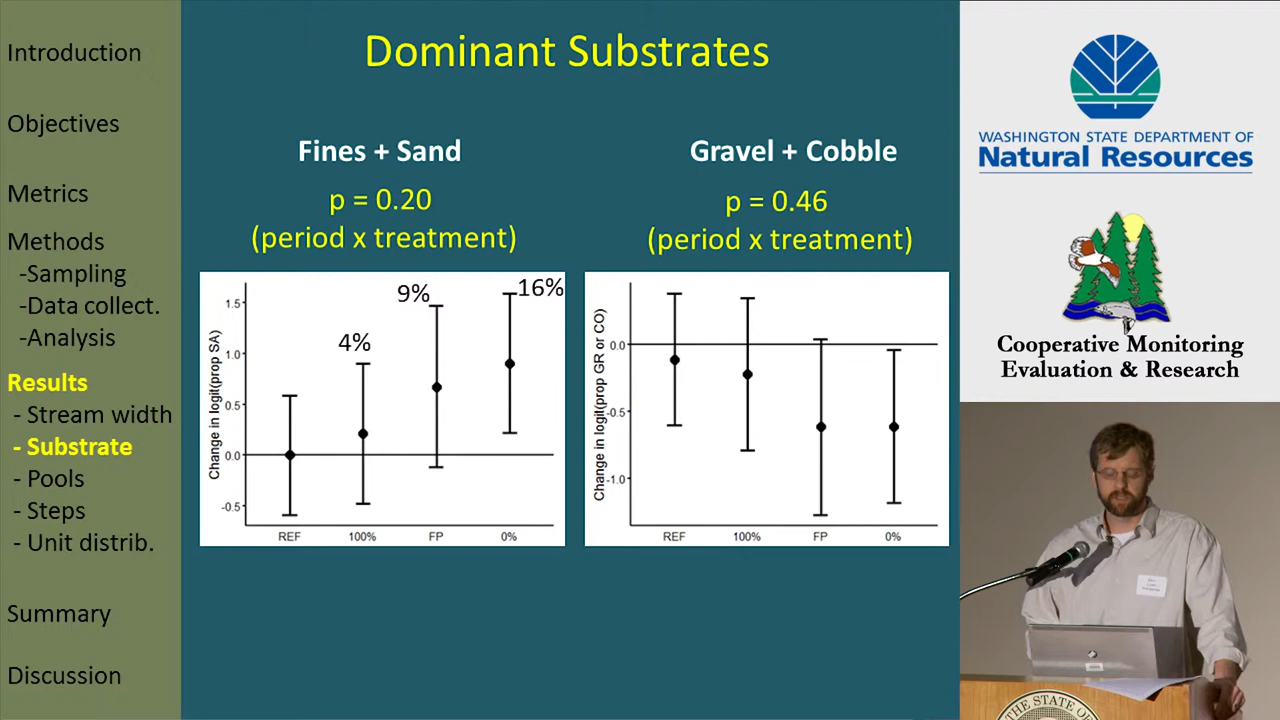 Introduction
Objectives
Metrics
Methods
-Sampling
-Data collect.
-Analysis
Results
- Stream width
- Substrate
- Pools
- Steps
- Unit distrib.
Summary
Discussion
Dominant Substrates
Fines + Sand
p = 0.20
(period x treatment)
Change in logit(prop SA)
1.5
1.0
0.5
0.0
-0.5
4%
9%
16%
REF 100% FP 0%
Gravel + Cobble
p = 0.46
(period x treatment)
Change in logit(prop GR or CO)
0.0
-0.5
-1.0
REF 100% FP 0%
WASHINGTON STATE DEPARTMENT OF
Natural Resources
Cooperative Monitoring
Evaluation & Research
THE STATE OF